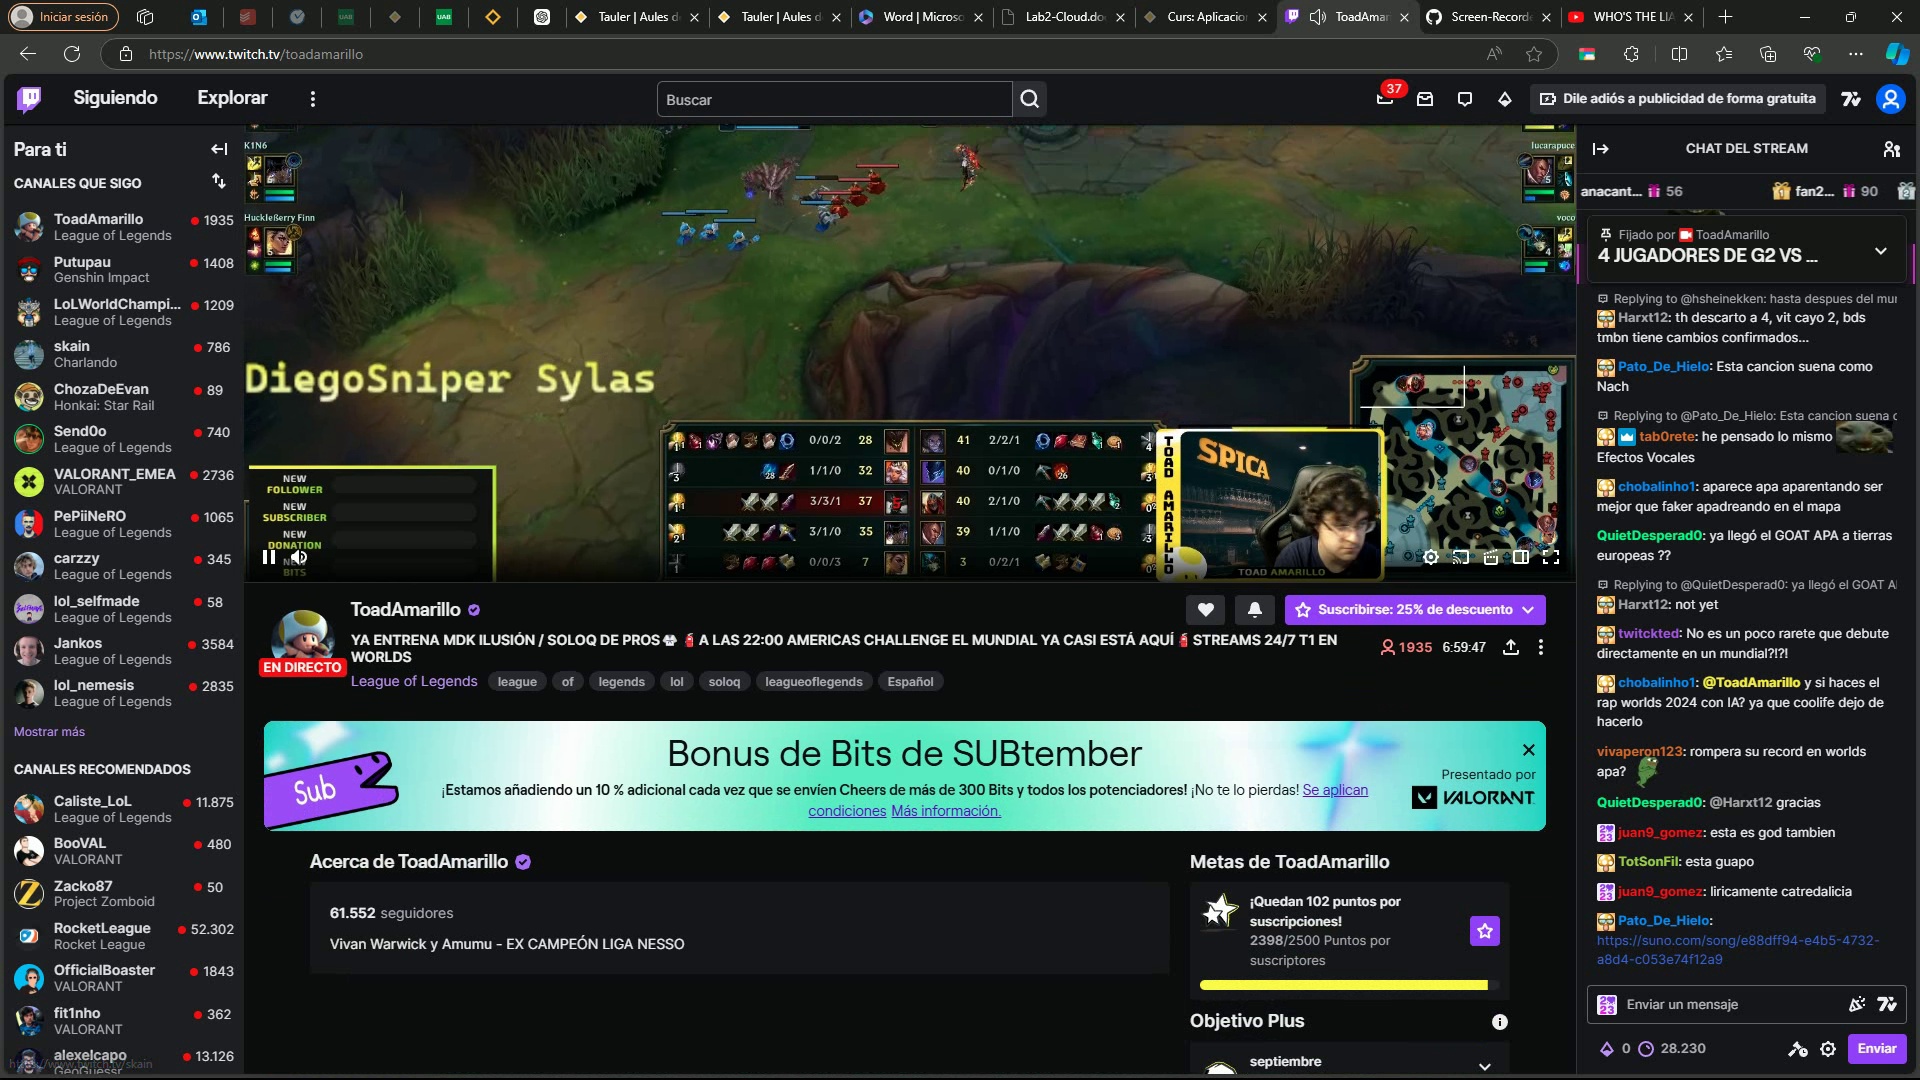 Iniciar sesión
Tauler | Aules d
Tauler | Aules d
Word | Microso
Lab2-Cloud.do
Curs: Aplicacio
ToadAmar
Screen-Record
WHO'S THE LIA
https://www.twitch.tv/toadamarillo
Siguiendo
Explorar
Buscar
37
Dile adiós a publicidad de forma gratuita
Para ti
CANALES QUE SIGO
ToadAmarillo 1935
League of Legends
Putupau 1408
Genshin Impact
LoLWorldChampi... 1209
League of Legends
skain 786
Charlando
ChozaDeEvan 89
Honkai: Star Rail
Send0o 740
League of Legends
VALORANT_EMEA 2736
VALORANT
PePiiNeRO 1065
League of Legends
carzzy 345
League of Legends
lol_selfmade 58
League of Legends
Jankos 3584
League of Legends
lol_nemesis 2835
League of Legends
Mostrar más
CANALES RECOMENDADOS
Caliste_LoL 11.875
League of Legends
BooVAL 480
VALORANT
Zacko87 50
Project Zomboid
RocketLeague 52.302
Rocket League
OfficialBoaster 1843
VALORANT
fit1nho 362
VALORANT
alexelcapo 13.126
GeoGuessr
https://www.twitch.tv/skain
K1N6
HuckleBerry Finn
lucarapuce
voco
DiegoSniper Sylas
NEW
FOLLOWER
NEW
SUBSCRIBER
NEW
DONATION
NEW
BITS
0/0/2 28 41 2/2/1
1/1/0 32 40 0/1/0
3/3/1 37 40 2/1/0
3/1/0 35 39 1/1/0
0/0/3 7 3 0/2/1
TOAD AMARILLO
SPICA
TOAD AMARILLO
ToadAmarillo
EN DIRECTO
YA ENTRENA MDK ILUSIÓN / SOLOQ DE PROS A LAS 22:00 AMERICAS CHALLENGE EL MUNDIAL YA CASI ESTÁ AQUÍ STREAMS 24/7 T1 EN
WORLDS
League of Legends league of legends lol soloq leagueoflegends Español
Suscribirse: 25% de descuento
1935 6:59:47
Sub
Bonus de Bits de SUBtember
¡Estamos añadiendo un 10 % adicional cada vez que se envíen Cheers de más de 300 Bits y todos los potenciadores! ¡No te lo pierdas! Se aplican
condiciones Más información.
Presentado por
VALORANT
Acerca de ToadAmarillo
61.552 seguidores
Vivan Warwick y Amumu - EX CAMPEÓN LIGA NESSO
Metas de ToadAmarillo
¡Quedan 102 puntos por
suscripciones!
2398/2500 Puntos por
suscriptores
Objetivo Plus
septiembre
CHAT DEL STREAM
anacant... 56
fan2... 90
Fijado por ToadAmarillo
4 JUGADORES DE G2 VS ...
Replying to @hsheinekken: hasta despues del mun
Harxt12: th descarto a 4, vit cayo 2, bds
tmbn tiene cambios confirmados...
Pato_De_Hielo: Esta cancion suena como
Nach
Replying to @Pato_De_Hielo: Esta cancion suena c
tab0rete: he pensado lo mismo
Efectos Vocales
chobalinho1: aparece apa aparentando ser
mejor que faker apadreando en el mapa
QuietDesperad0: ya llegó el GOAT APA a tierras
europeas ??
Replying to @QuietDesperad0: ya llegó el GOAT A
Harxt12: not yet
twitckted: No es un poco rarete que debute
directamente en un mundial?!?!
chobalinho1: @ToadAmarillo y si haces el
rap worlds 2024 con IA? ya que coolife dejo de
hacerlo
vivaperon123: rompera su record en worlds
apa?
QuietDesperad0: @Harxt12 gracias
juan9_gomez: esta es god tambien
TotSonFil: esta guapo
juan9_gomez: liricamente catredalicia
Pato_De_Hielo:
https://suno.com/song/e88dff94-e4b5-4732-
a8d4-c053e74f12a9
Enviar un mensaje
0 28.230
Enviar